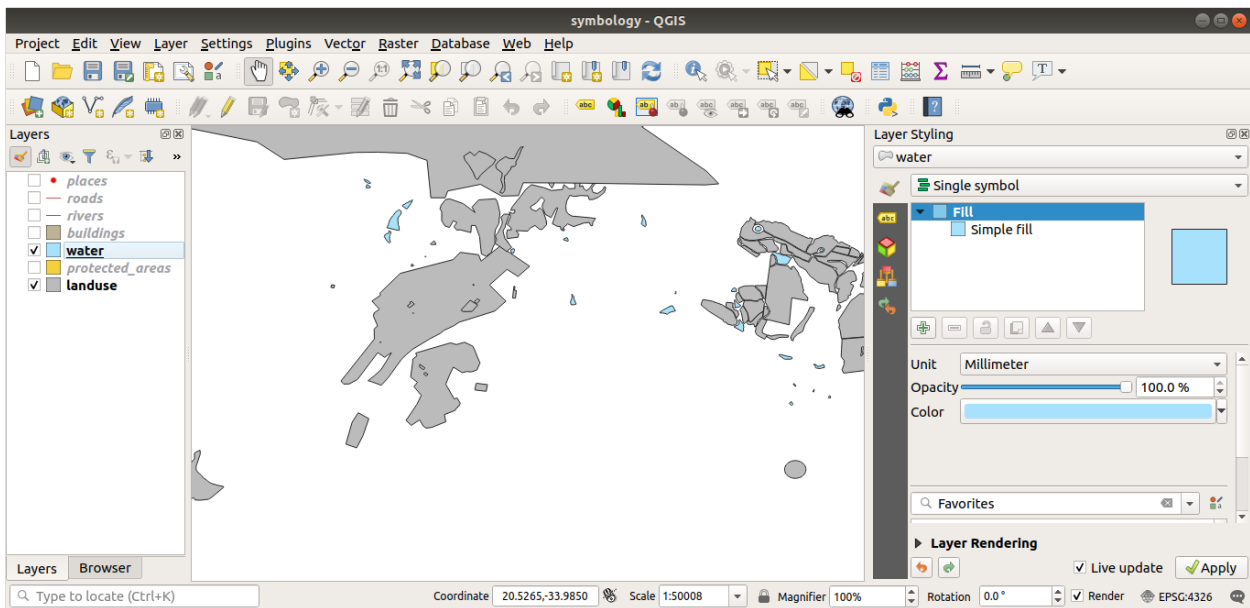 symbology - QGIS
Project Edit View Layer Settings Plugins Vector Raster Database Web Help
Layers
places
roads
rivers
buildings
water
protected_areas
landuse
Layers Browser
Layer Styling
water
Single symbol
Fill
Simple fill
Unit Millimeter
Opacity 100.0 %
Color
Favorites
Layer Rendering
Live update Apply
Type to locate (Ctrl+K) Coordinate 20.5265,-33.9850 Scale 1:50008 Magnifier 100% Rotation 0.0 ° Render EPSG:4326